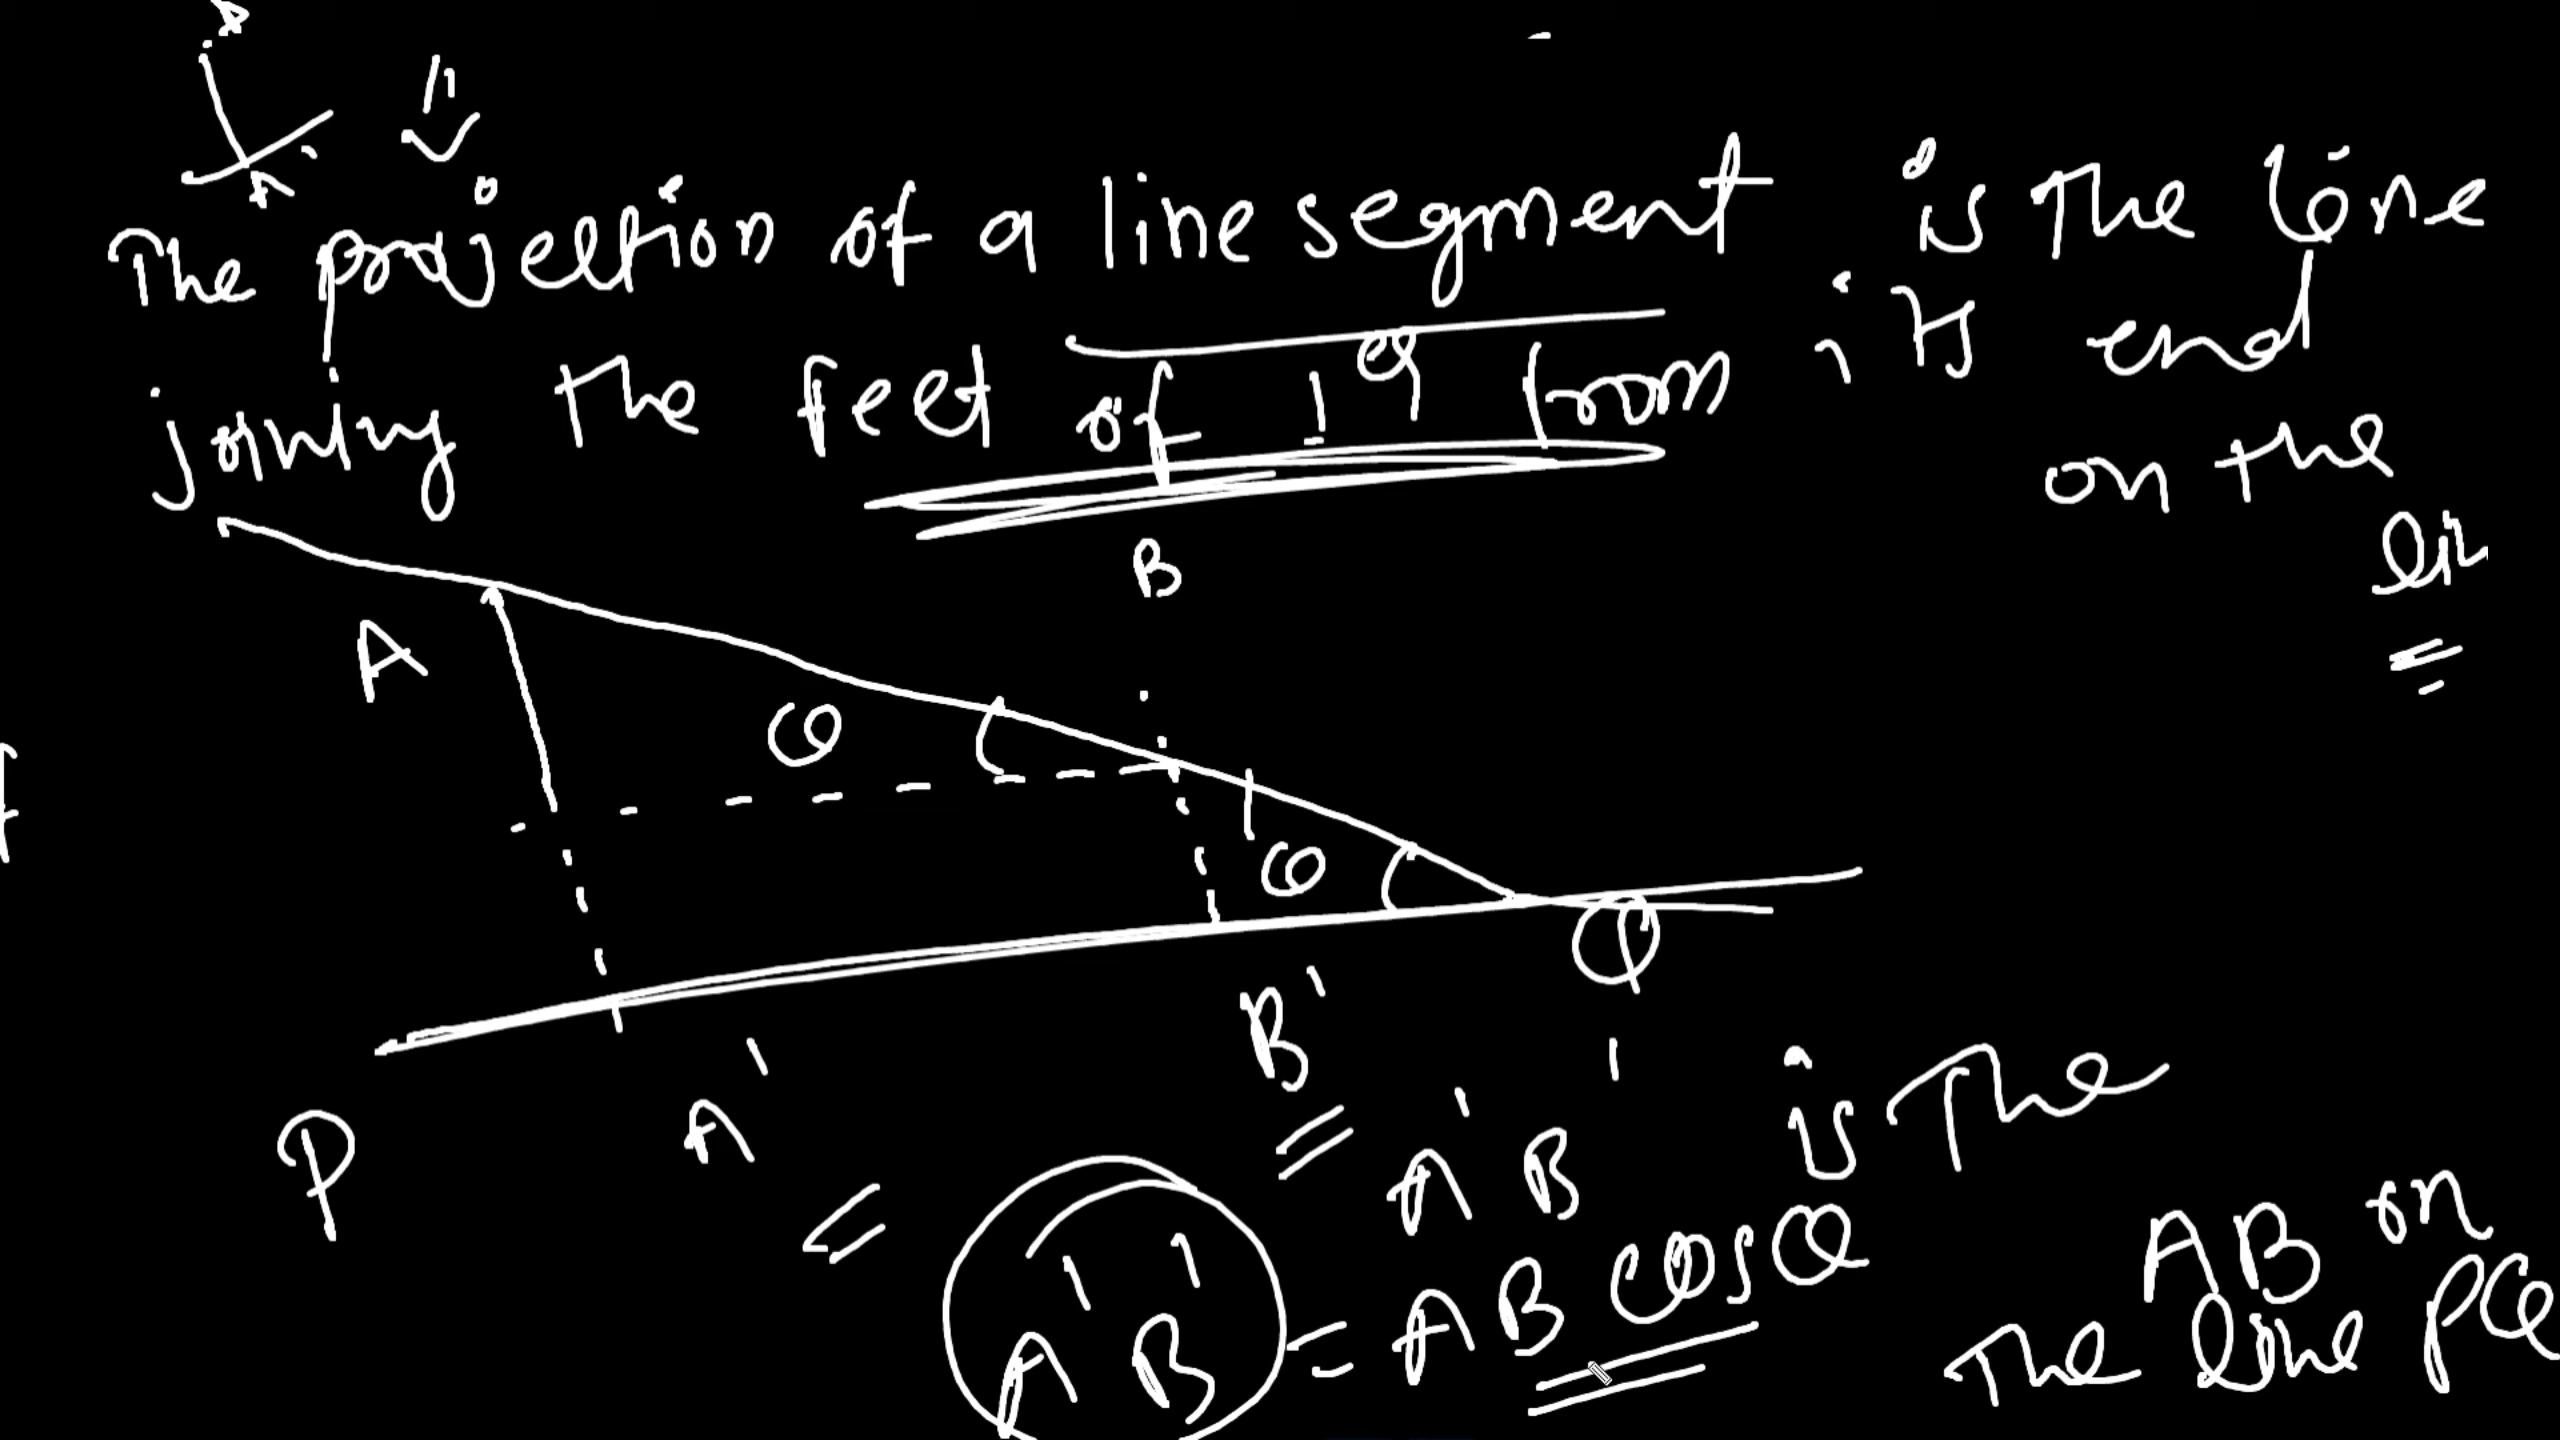 The projection of a line segment is the line
joining the feet of from its end
on the
A
B
θ
θ
Q
P
A'
B'
A'B' is the
AB on
the line PQ
A'B' = AB cosθ